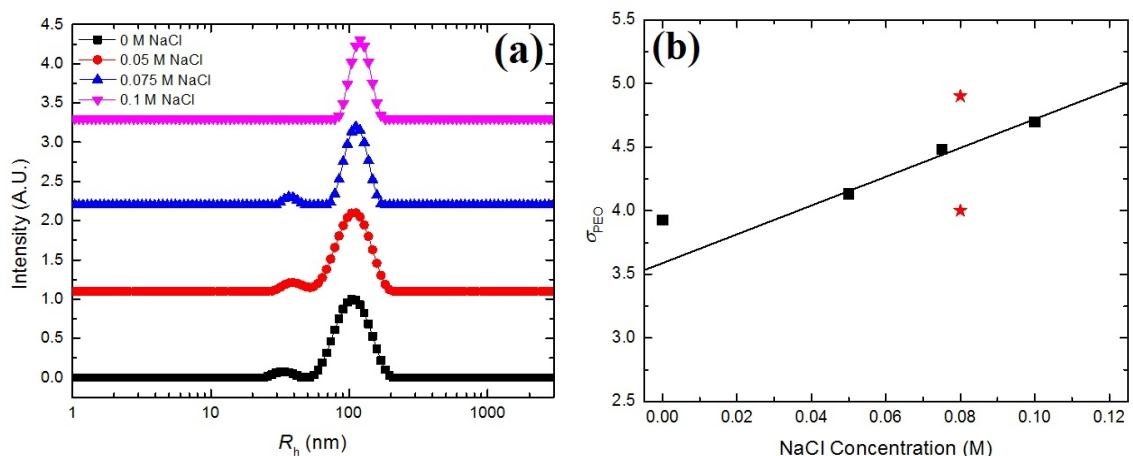 (a)
0 M NaCl
0.05 M NaCl
0.075 M NaCl
0.1 M NaCl
4.5
4.0
3.5
3.0
2.5
2.0
1.5
1.0
0.5
0.0
Intensity (A.U.)
1 10 100 1000
Rh (nm)
(b)
5.5
5.0
4.5
4.0
3.5
3.0
2.5
σPEO
0.00 0.02 0.04 0.06 0.08 0.10 0.12
NaCl Concentration (M)